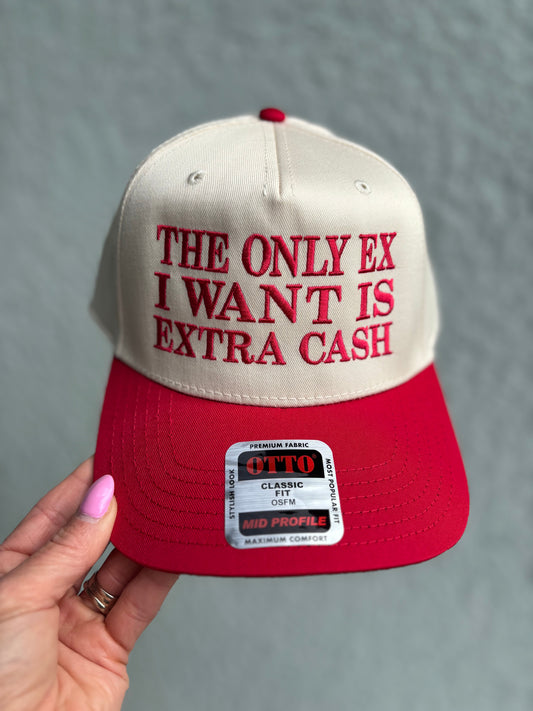 THE ONLY EX
I WANT IS
EXTRA CASH
PREMIUM FABRIC
STYLISH LOOK
OTTO
CLASSIC
FIT
OSFM
MID PROFILE
MOST POPULAR FIT
MAXIMUM COMFORT